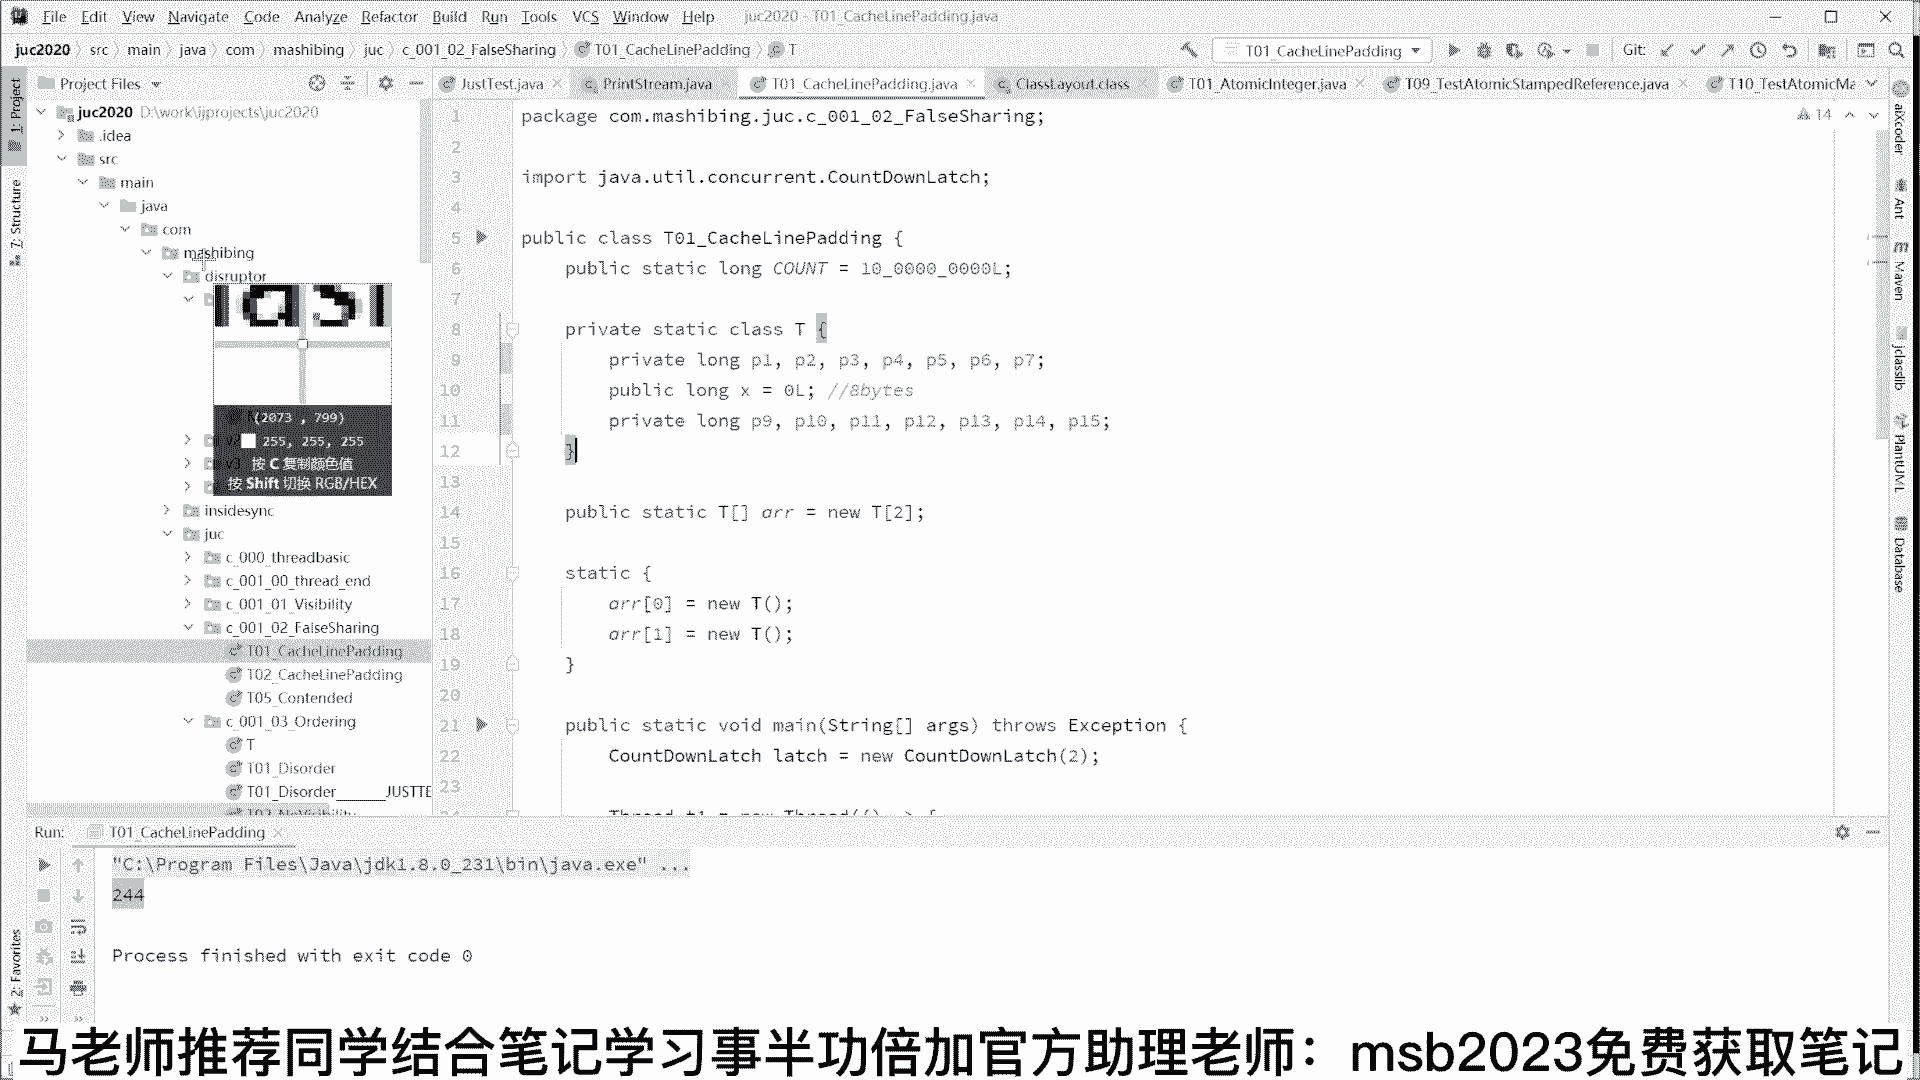 File Edit View Navigate Code Analyze Refactor Build Run Tools VCS Window Help juc2020 - T01_CacheLinePadding.java
juc2020 src main java com mashibing juc c_001_02_FalseSharing T01_CacheLinePadding T
T01_CacheLinePadding Git:
Project Files
JustTest.java PrintStream.java T01_CacheLinePadding.java ClassLayout.class T01_AtomicInteger.java T09_TestAtomicStampedReference.java T10_TestAtomicMa
1: Project
7: Structure
2: Favorites
juc2020 D:\work\ijprojects\juc2020
.idea
src
main
java
com
mashibing
disruptor
(2073 , 799)
255, 255, 255
按 C 复制颜色值
按 Shift 切换 RGB/HEX
insidesync
juc
c_000_threadbasic
c_001_00_thread_end
c_001_01_Visibility
c_001_02_FalseSharing
T01_CacheLinePadding
T02_CacheLinePadding
T05_Contended
c_001_03_Ordering
T
T01_Disorder
T01_Disorder______JUSTTE
T02_NoVisibility
14
1 package com.mashibing.juc.c_001_02_FalseSharing;
2
3 import java.util.concurrent.CountDownLatch;
4
5 public class T01_CacheLinePadding {
6 public static long COUNT = 10_0000_0000L;
7
8 private static class T {
9 private long p1, p2, p3, p4, p5, p6, p7;
10 public long x = 0L; //8bytes
11 private long p9, p10, p11, p12, p13, p14, p15;
12 }
13
14 public static T[] arr = new T[2];
15
16 static {
17 arr[0] = new T();
18 arr[1] = new T();
19 }
20
21 public static void main(String[] args) throws Exception {
22 CountDownLatch latch = new CountDownLatch(2);
23
24 Thread t1 = new Thread(() -> {
aiXcoder
Ant
Maven
jclasslib
PlantUML
Database
Run: T01_CacheLinePadding
"C:\Program Files\Java\jdk1.8.0_231\bin\java.exe" ...
244
Process finished with exit code 0
马老师推荐同学结合笔记学习事半功倍加官方助理老师：msb2023免费获取笔记